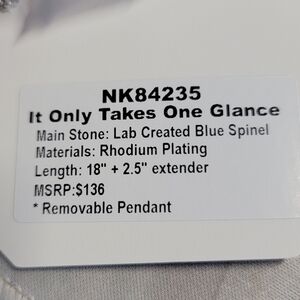 NK84235
It Only Takes One Glance
Main Stone: Lab Created Blue Spinel
Materials: Rhodium Plating
Length: 18" + 2.5" extender
MSRP:$136
* Removable Pendant